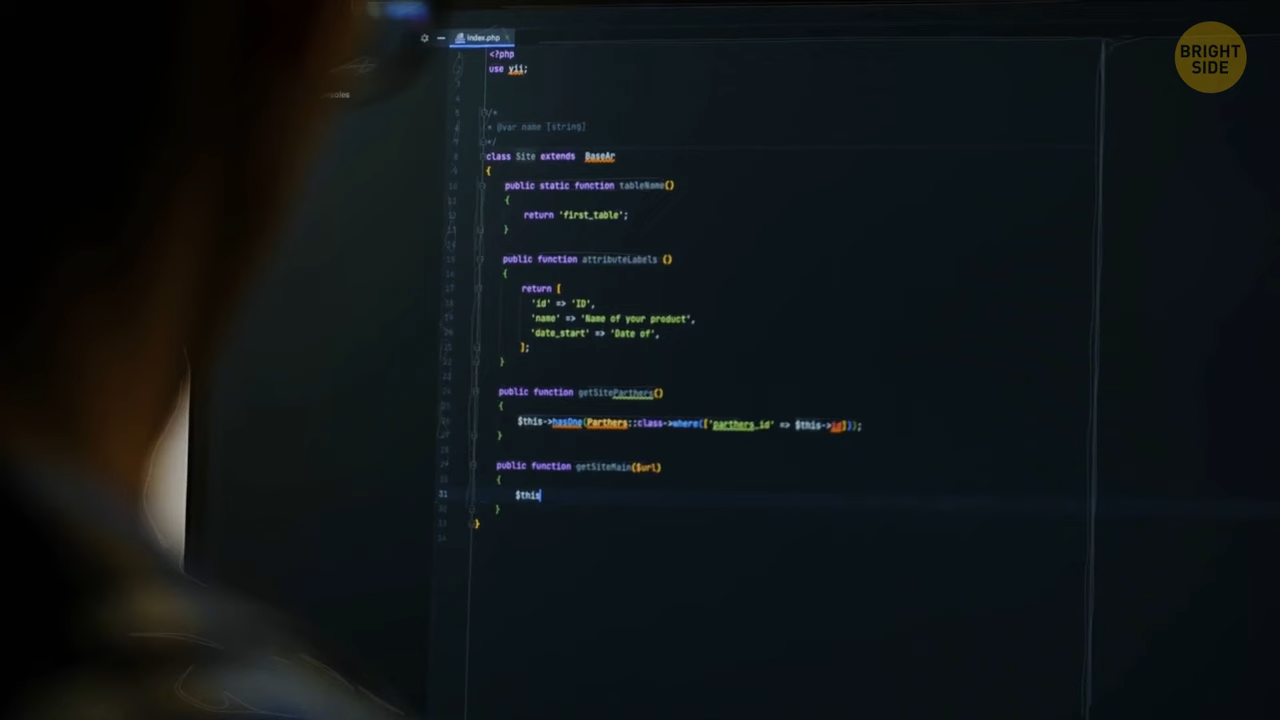 BRIGHT
SIDE
index.php
<?php
use yii;
/*
* @var name [string]
*/
class Site extends BaseAr
{
public static function tableName()
{
return 'first_table';
}
public function attributeLabels ()
{
return [
'id' => 'ID',
'name' => 'Name of your product',
'date_start' => 'Date of',
];
}
public function getSiteParthers()
{
$this->hasOne(Parthers::class->where(['parthers_id' => $this->id]));
}
public function getSiteMain($url)
{
31 $this
}
}